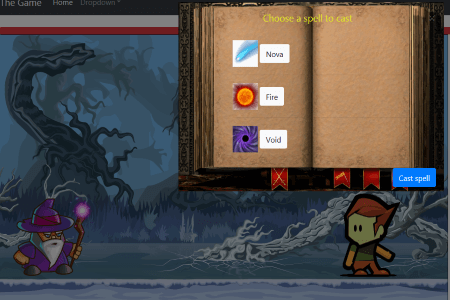 The Game Home Dropdown
Choose a spell to cast
Nova
Fire
Void
Cast spell